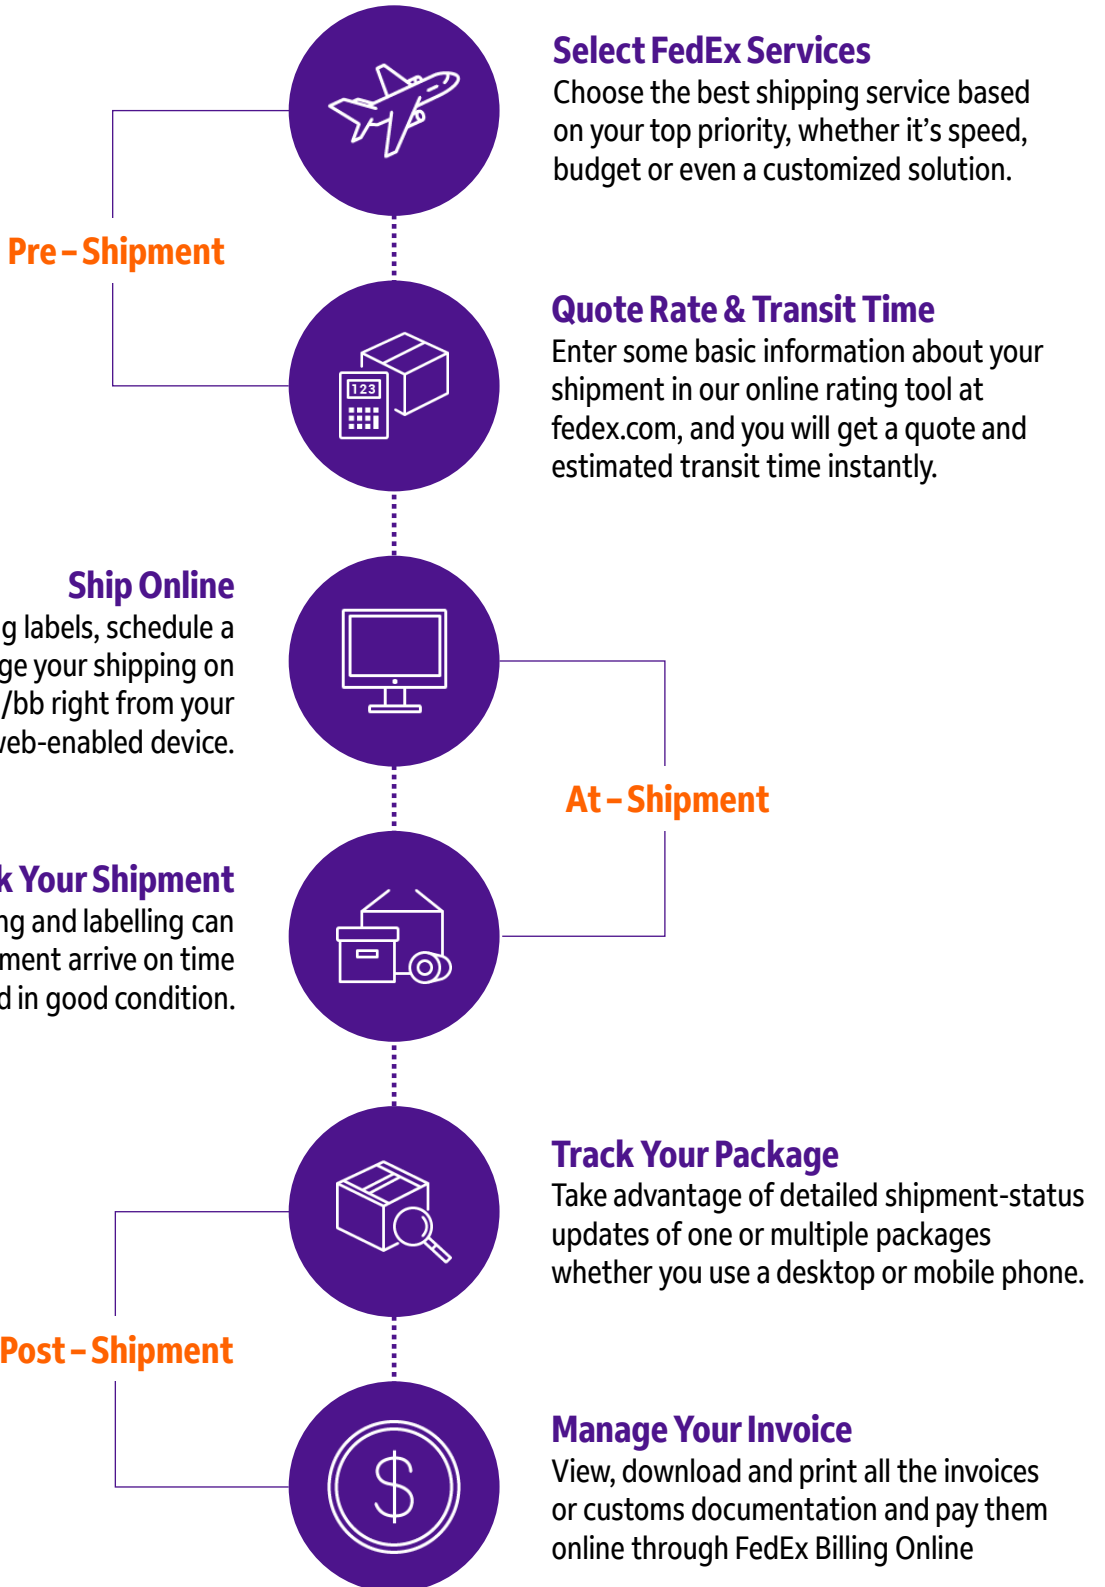 Select FedEx Services
Choose the best shipping service based
on your top priority, whether it's speed,
budget or even a customized solution.
Pre – Shipment
Quote Rate & Transit Time
Enter some basic information about your
shipment in our online rating tool at
fedex.com, and you will get a quote and
estimated transit time instantly.
123
Ship Online
labels, schedule a
your shipping on
/bb right from your
web-enabled device.
At – Shipment
Your Shipment
and labelling can
arrive on time
in good condition.
Track Your Package
Take advantage of detailed shipment-status
updates of one or multiple packages
whether you use a desktop or mobile phone.
Post – Shipment
Manage Your Invoice
View, download and print all the invoices
or customs documentation and pay them
online through FedEx Billing Online
$